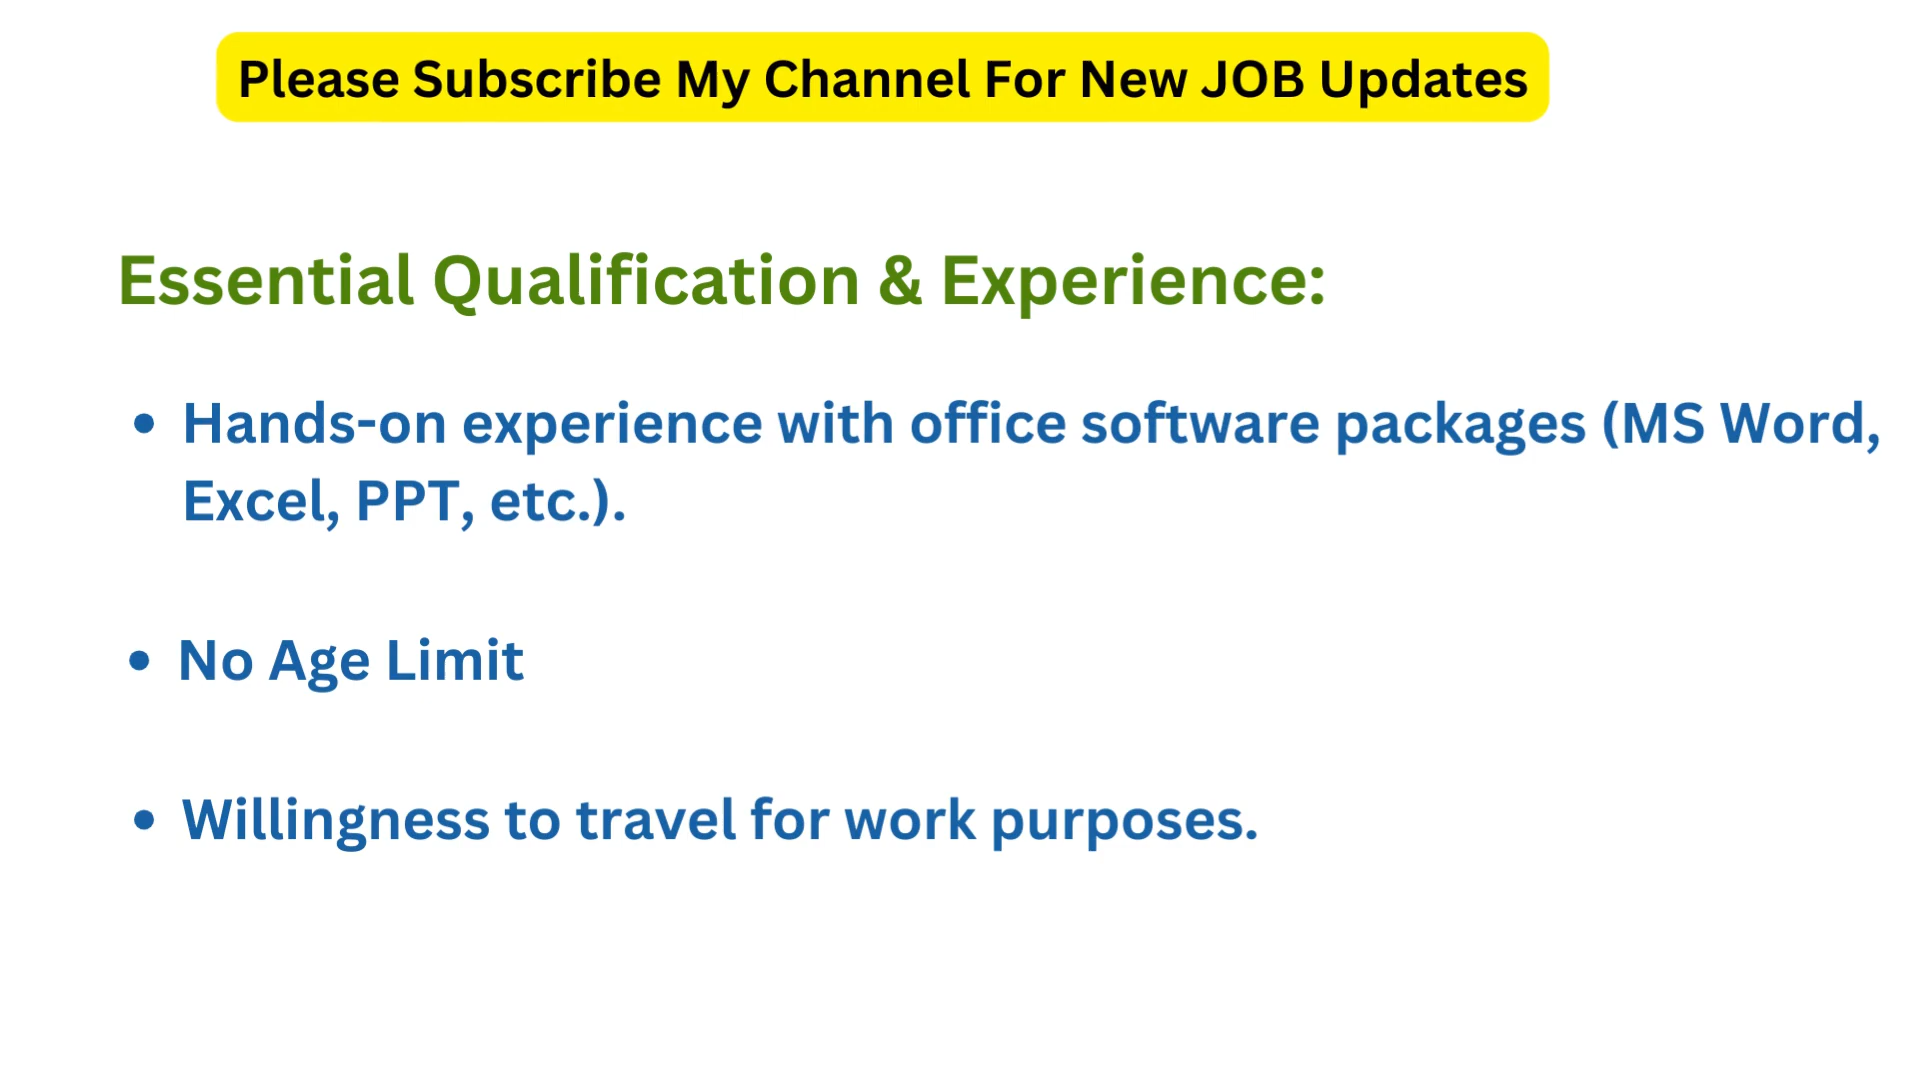 Please Subscribe My Channel For New JOB Updates
Essential Qualification & Experience:
• Hands-on experience with office software packages (MS Word,
Excel, PPT, etc.).
• No Age Limit
• Willingness to travel for work purposes.